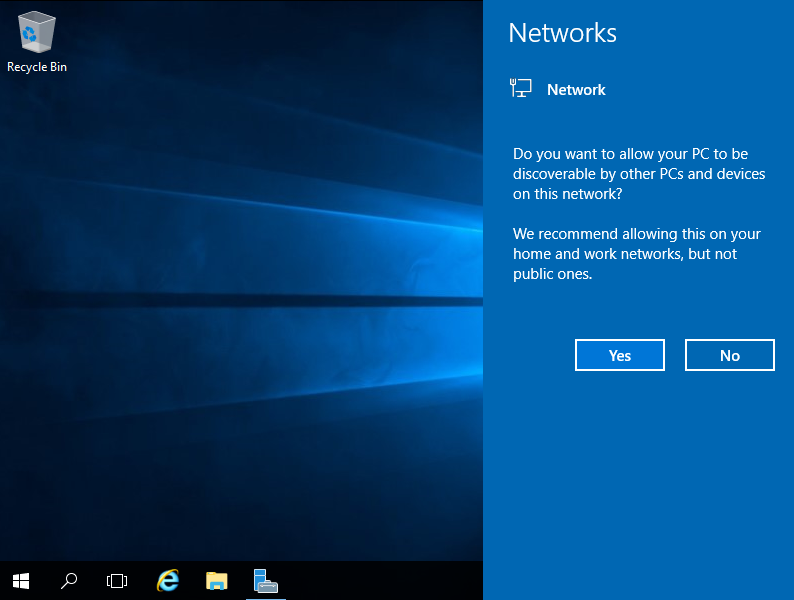 Recycle Bin
Networks
Network
Do you want to allow your PC to be
discoverable by other PCs and devices
on this network?
We recommend allowing this on your
home and work networks, but not
public ones.
Yes
No